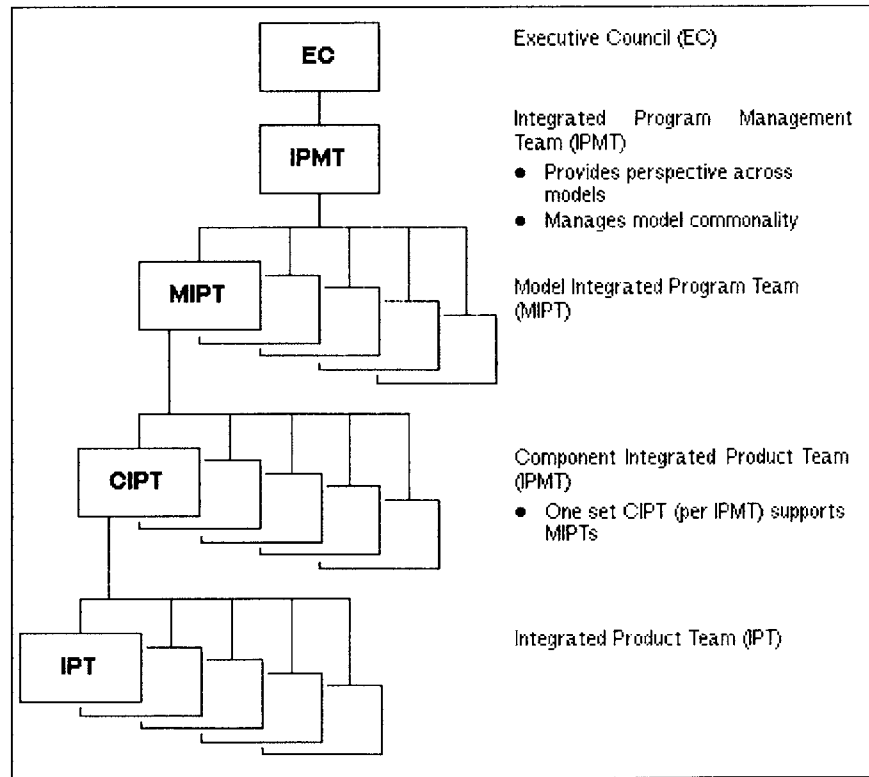 EC
Executive Council (EC)
IPMT
Integrated Program Management
Team (IPMT)
● Provides perspective across
models
● Manages model commonality
MIPT
Model Integrated Program Team
(MIPT)
CIPT
Component Integrated Product Team
(IPMT)
● One set CIPT (per IPMT) supports
MIPTs
IPT
Integrated Product Team (IPT)